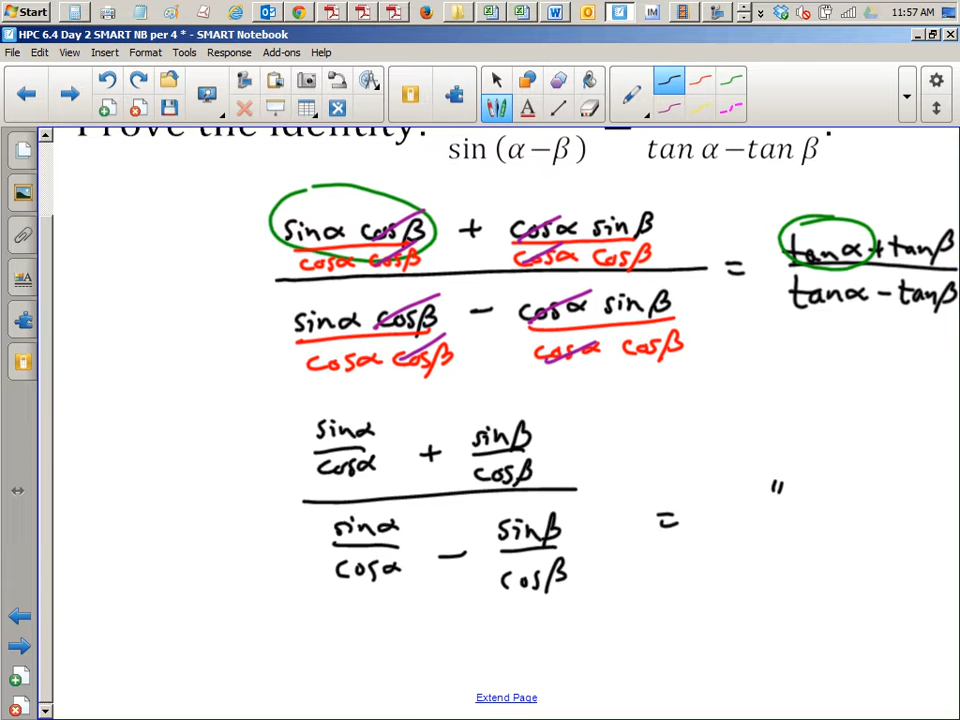 Start
11:57 AM
HPC 6.4 Day 2 SMART NB per 4 * - SMART Notebook
File Edit View Insert Format Tools Response Add-ons Help
Prove the identity:
sin (α−β) = tan α−tan β .
sinα cosβ + cosα sinβ
cosα cosβ cosα cosβ
= tanα + tanβ
sinα cosβ − cosα sinβ
tanα − tanβ
cosα cosβ cosα cosβ
sinα + sinβ
cosα cosβ
= "
sinα − sinβ
cosα cosβ
Extend Page